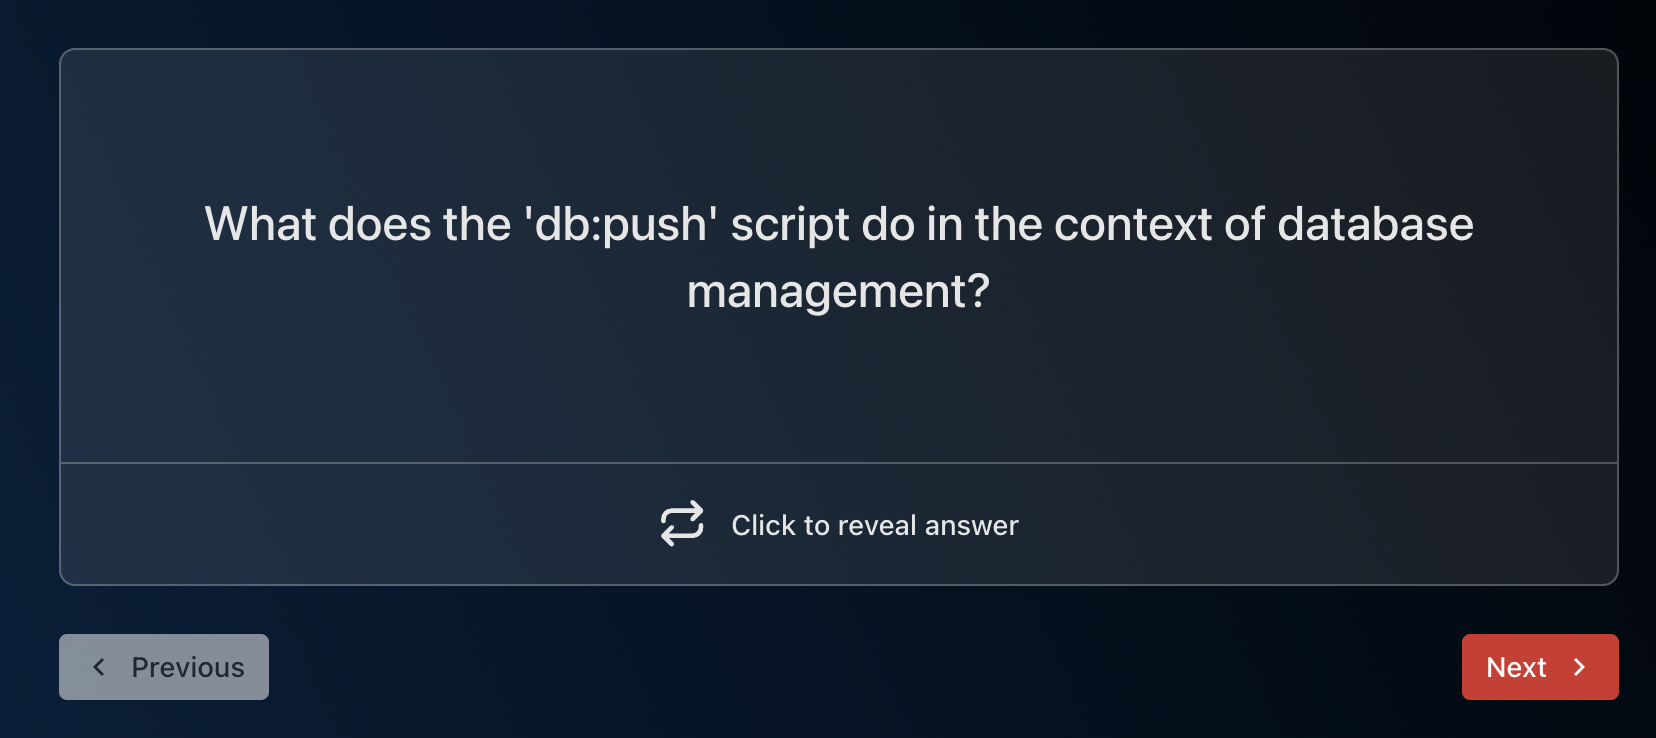 What does the 'db:push' script do in the context of database
management?
Click to reveal answer
Previous
Next